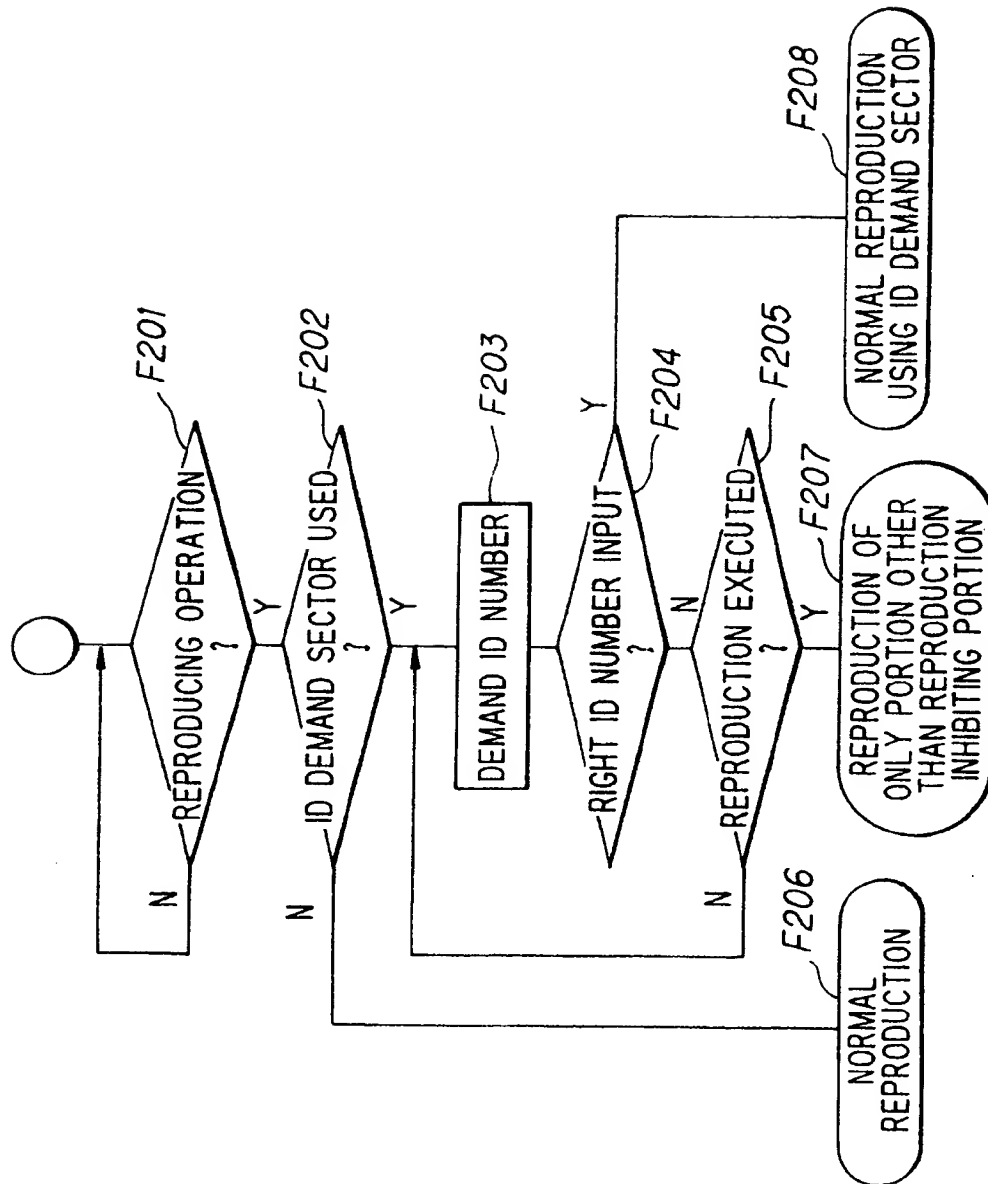 F201
REPRODUCING OPERATION
?
N
Y
F202
ID DEMAND SECTOR USED
?
N
Y
F203
DEMAND ID NUMBER
F204
RIGHT ID NUMBER INPUT
?
Y
N
F205
REPRODUCTION EXECUTED
?
N
Y
F206
NORMAL
REPRODUCTION
F207
REPRODUCTION OF
ONLY PORTION OTHER
THAN REPRODUCTION
INHIBITING PORTION
F208
NORMAL REPRODUCTION
USING ID DEMAND SECTOR